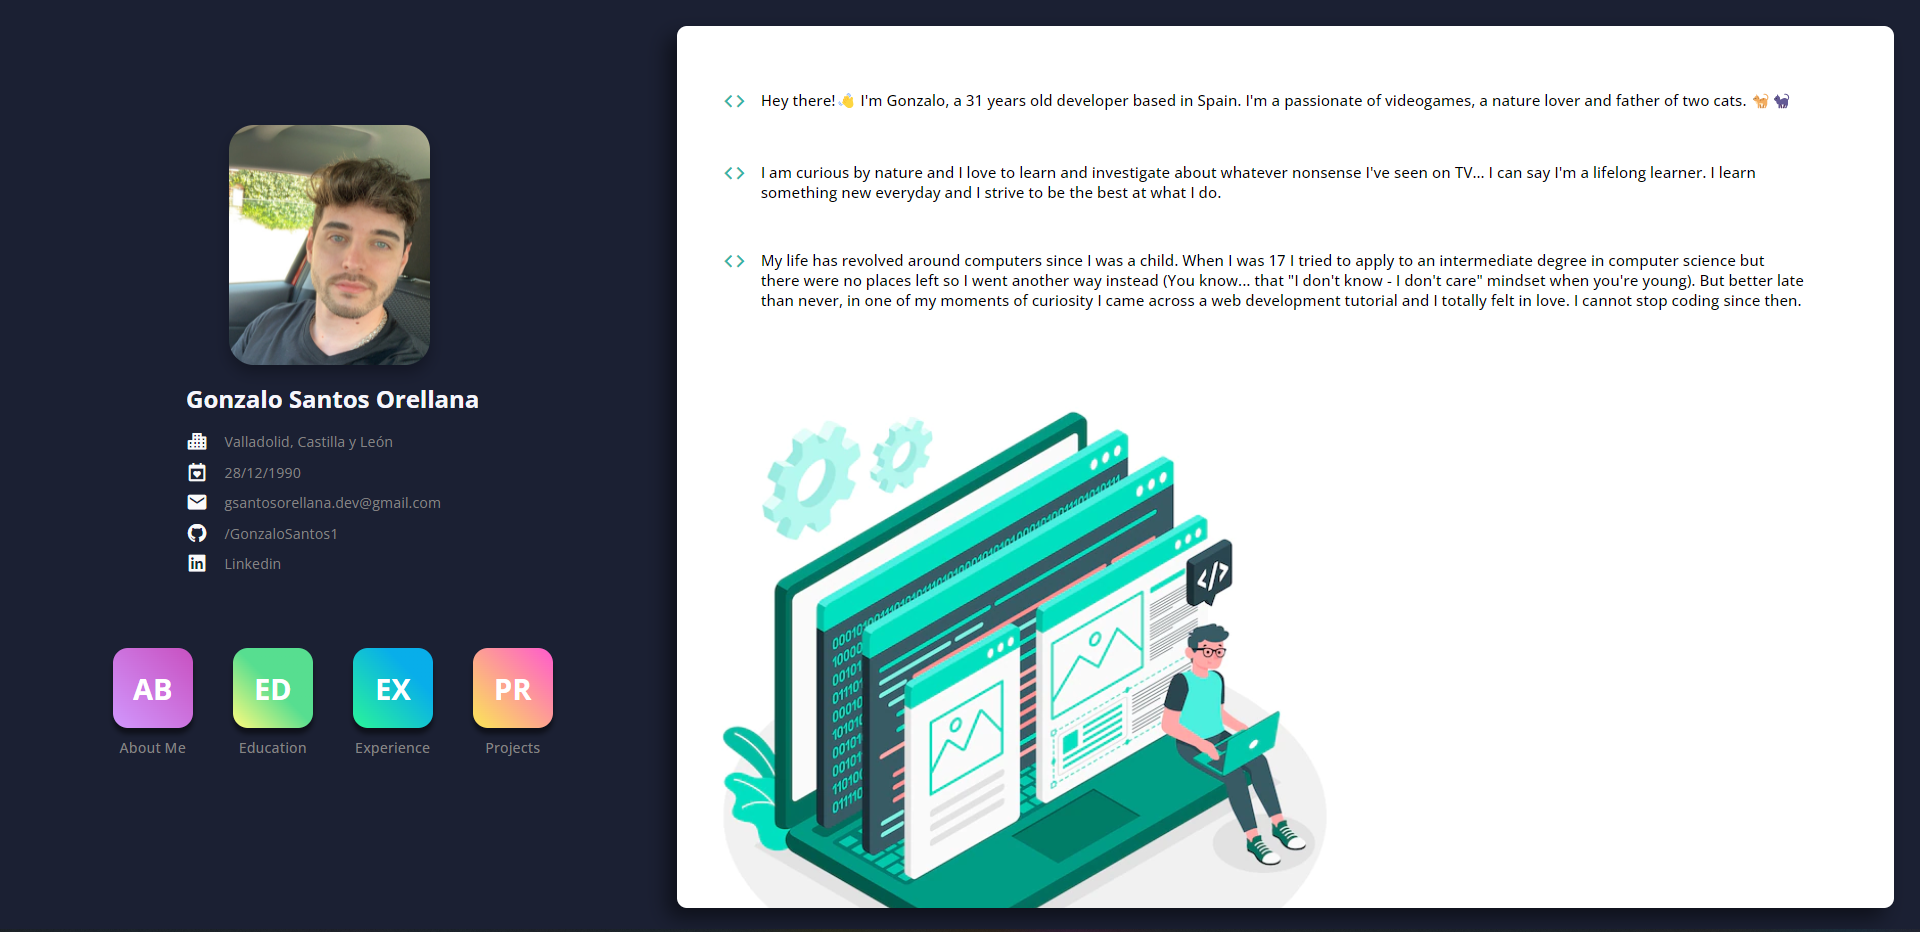 Gonzalo Santos Orellana
Valladolid, Castilla y León
28/12/1990
gsantosorellana.dev@gmail.com
/GonzaloSantos1
Linkedin
AB
About Me
ED
Education
EX
Experience
PR
Projects
Hey there!👋 I'm Gonzalo, a 31 years old developer based in Spain. I'm a passionate of videogames, a nature lover and father of two cats. 🐈 🐈‍⬛
I am curious by nature and I love to learn and investigate about whatever nonsense I've seen on TV... I can say I'm a lifelong learner. I learn
something new everyday and I strive to be the best at what I do.
My life has revolved around computers since I was a child. When I was 17 I tried to apply to an intermediate degree in computer science but
there were no places left so I went another way instead (You know... that "I don't know - I don't care" mindset when you're young). But better late
than never, in one of my moments of curiosity I came across a web development tutorial and I totally felt in love. I cannot stop coding since then.
</>